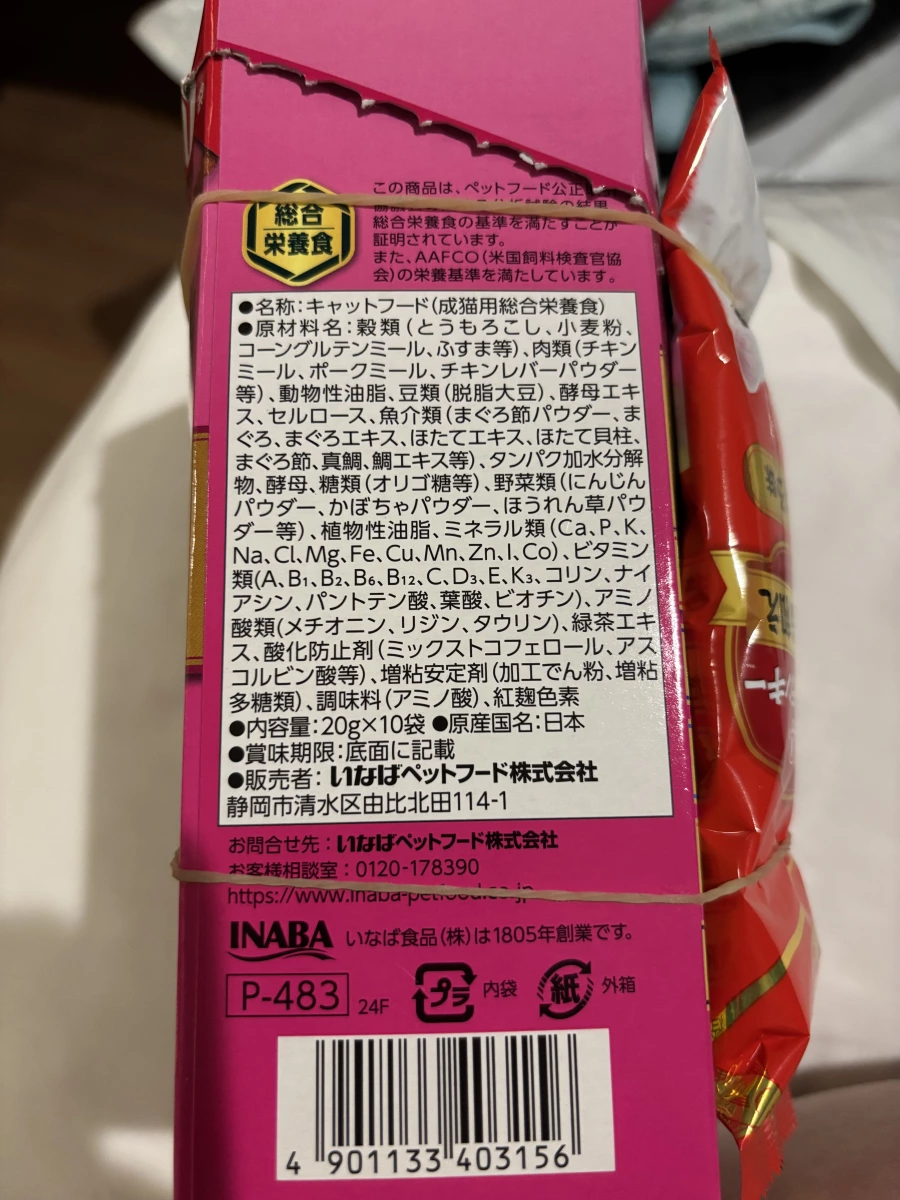 総合
栄養食
この商品は、ペットフード公正
の結果
総合栄養食の基準を満たすことが
証明されています。
また、AAFCO(米国飼料検査官協
会)の栄養基準を満たしています。
●名称:キャットフード(成猫用総合栄養食)
●原材料名:穀類(とうもろこし、小麦粉、
コーングルテンミール、ふすま等)、肉類(チキン
ミール、ポークミール、チキンレバーパウダー
等)、動物性油脂、豆類(脱脂大豆)、酵母エキ
ス、セルロース、魚介類(まぐろ節パウダー、ま
ぐろ、まぐろエキス、ほたてエキス、ほたて貝柱、
まぐろ節、真鯛、鯛エキス等)、タンパク加水分解
物、酵母、糖類(オリゴ糖等)、野菜類(にんじん
パウダー、かぼちゃパウダー、ほうれん草パウ
ダー等)、植物性油脂、ミネラル類(Ca、P、K、
Na、Cl、Mg、Fe、Cu、Mn、Zn、I、Co)、ビタミン
類(A、B₁、B₂、B₆、B₁₂、C、D₃、E、K₃、コリン、ナイ
アシン、パントテン酸、葉酸、ビオチン)、アミノ
酸類(メチオニン、リジン、タウリン)、緑茶エキ
ス、酸化防止剤(ミックストコフェロール、アス
コルビン酸等)、増粘安定剤(加工でん粉、増粘
多糖類)、調味料(アミノ酸)、紅麹色素
●内容量:20g×10袋 ●原産国名:日本
●賞味期限:底面に記載
●販売者:いなばペットフード株式会社
静岡市清水区由比北田114-1
お問合せ先:いなばペットフード株式会社
お客様相談室:0120-178390
https://www.inaba-petfood.co.jp
INABA いなば食品(株)は1805年創業です。
P-483 24F プラ 内袋 紙 外箱
4 901133 403156